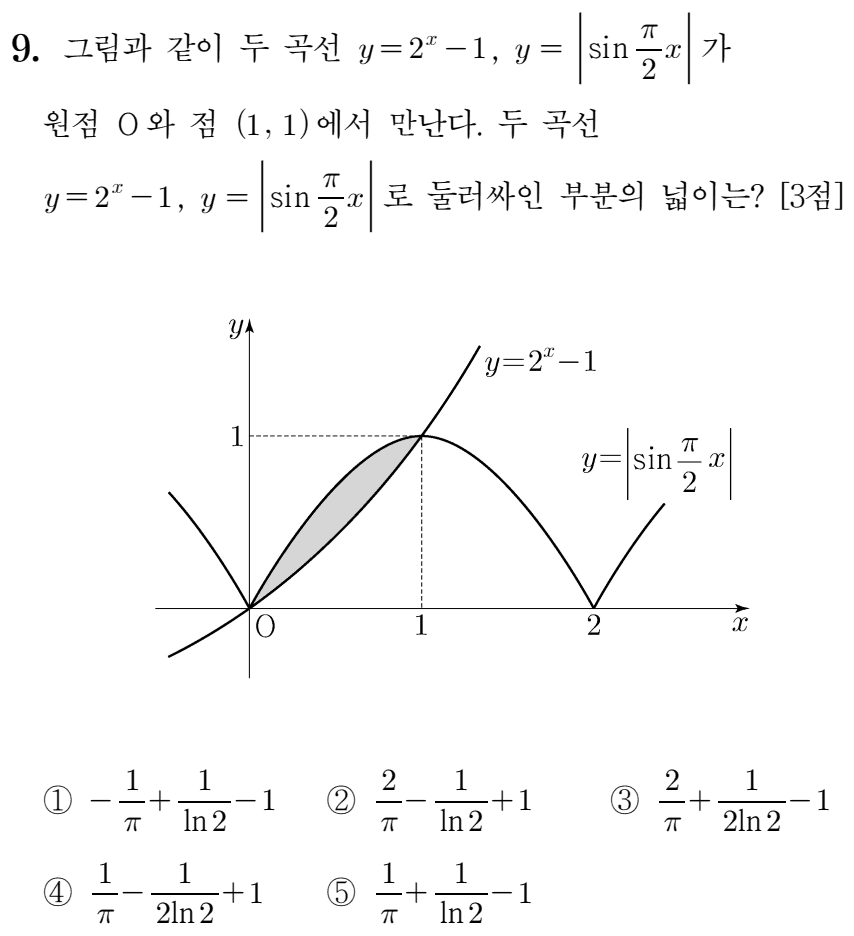 9. 그림과 같이 두 곡선 y=2^x−1, y=|sin π/2 x| 가
원점 O와 점 (1, 1)에서 만난다. 두 곡선
y=2^x−1, y=|sin π/2 x| 로 둘러싸인 부분의 넓이는? [3점]
y
y=2^x−1
1
y=|sin π/2 x|
O 1 2 x
① −1/π+1/ln2−1 ② 2/π−1/ln2+1 ③ 2/π+1/2ln2−1
④ 1/π−1/2ln2+1 ⑤ 1/π+1/ln2−1